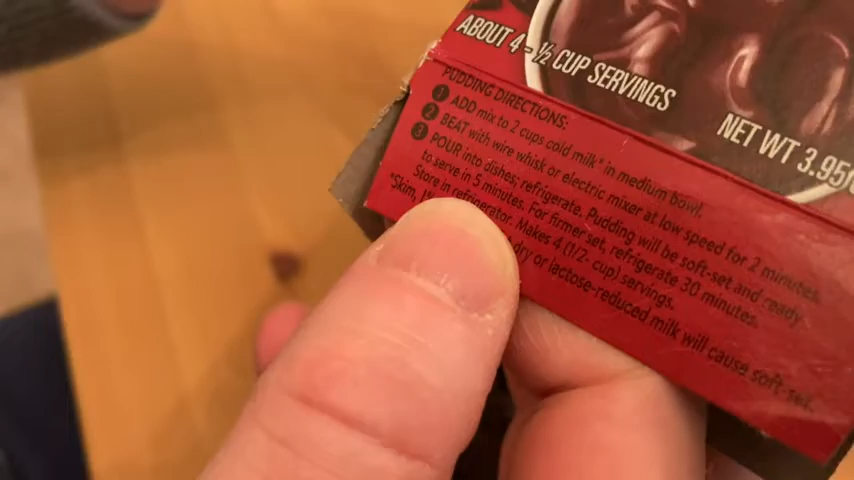 ABOUT 4 - ½ CUP SERVINGS
NET WT 3.95
PUDDING DIRECTIONS:
1 ADD mix to 2 cups cold milk* in medium bowl.
2 BEAT with wire whisk or electric mixer at low speed for 2 minutes.
3 POUR into dishes; refrigerate. Pudding will be soft-set and ready
to serve in 5 minutes. For firmer set, refrigerate 30 minutes.
Store in refrigerator. Makes 4 (1/2 cup) servings.
*Skim, dry or lactose-reduced milk will cause soft-set.